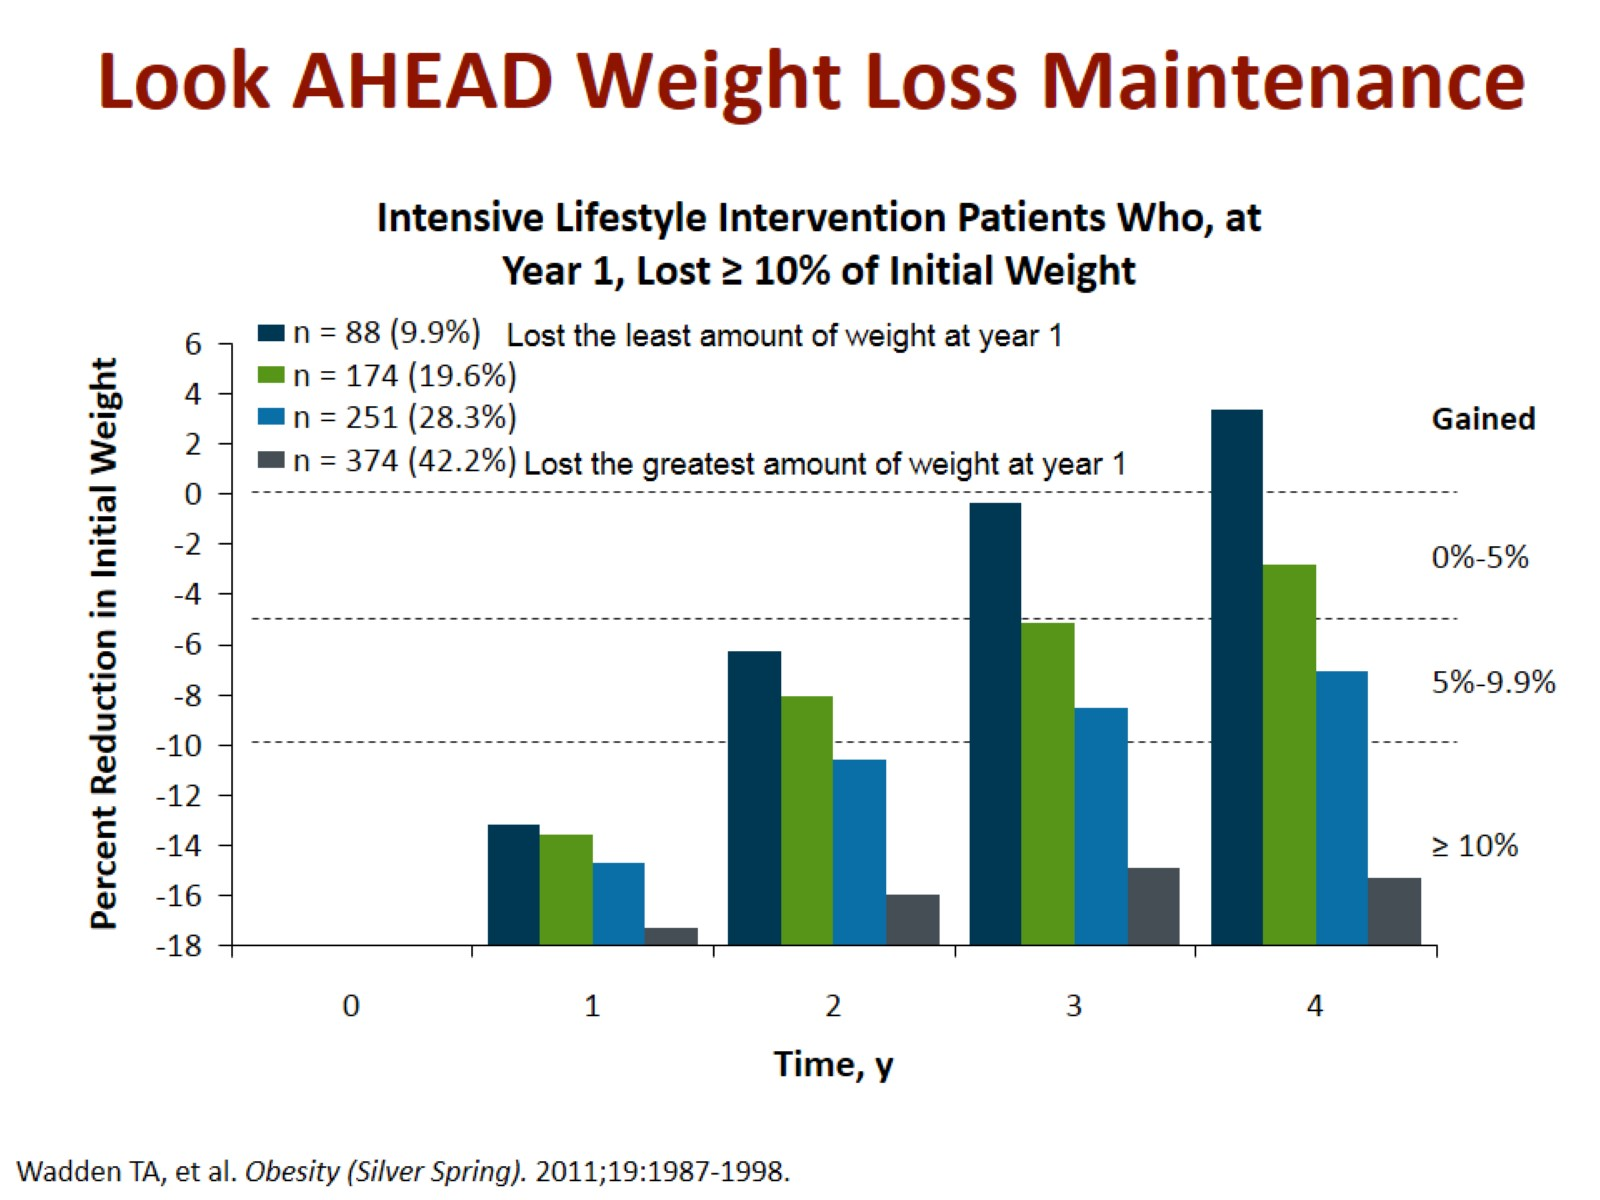 Look AHEAD Weight Loss Maintenance
Intensive Lifestyle Intervention Patients Who, at
Year 1, Lost ≥ 10% of Initial Weight
n = 88 (9.9%) Lost the least amount of weight at year 1
n = 174 (19.6%)
n = 251 (28.3%)
n = 374 (42.2%) Lost the greatest amount of weight at year 1
Percent Reduction in Initial Weight
6
4
2
0
-2
-4
-6
-8
-10
-12
-14
-16
-18
Gained
0%-5%
5%-9.9%
≥ 10%
0 1 2 3 4
Time, y
Wadden TA, et al. Obesity (Silver Spring). 2011;19:1987-1998.